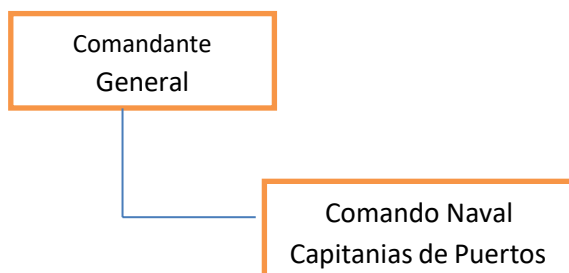 Comandante
General
Comando Naval
Capitanias de Puertos